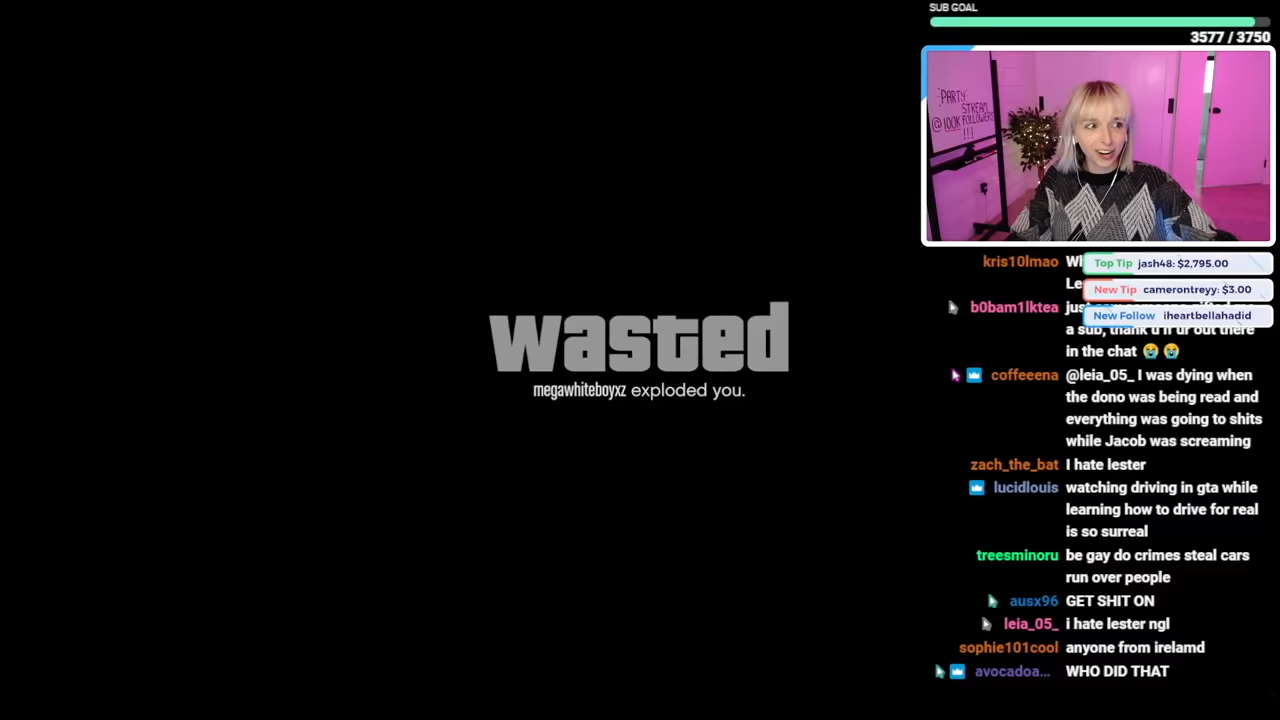 SUB GOAL
3577 / 3750
PARTY
STREAM
@ 100K FOLLOWERS
!!!
wasted
megawhiteboyxz exploded you.
Top Tip jash48: $2,795.00
New Tip camerontreyy: $3.00
New Follow iheartbellahadid
kris10lmao
Le
b0bam1lktea
a sub, thank u if ur out there
in the chat 😭 😭
coffeeena @leia_05_ I was dying when
the dono was being read and
everything was going to shits
while Jacob was screaming
zach_the_bat I hate lester
lucidlouis watching driving in gta while
learning how to drive for real
is so surreal
treesminoru be gay do crimes steal cars
run over people
ausx96 GET SHIT ON
leia_05_ i hate lester ngl
sophie101cool anyone from irelamd
avocadoa... WHO DID THAT